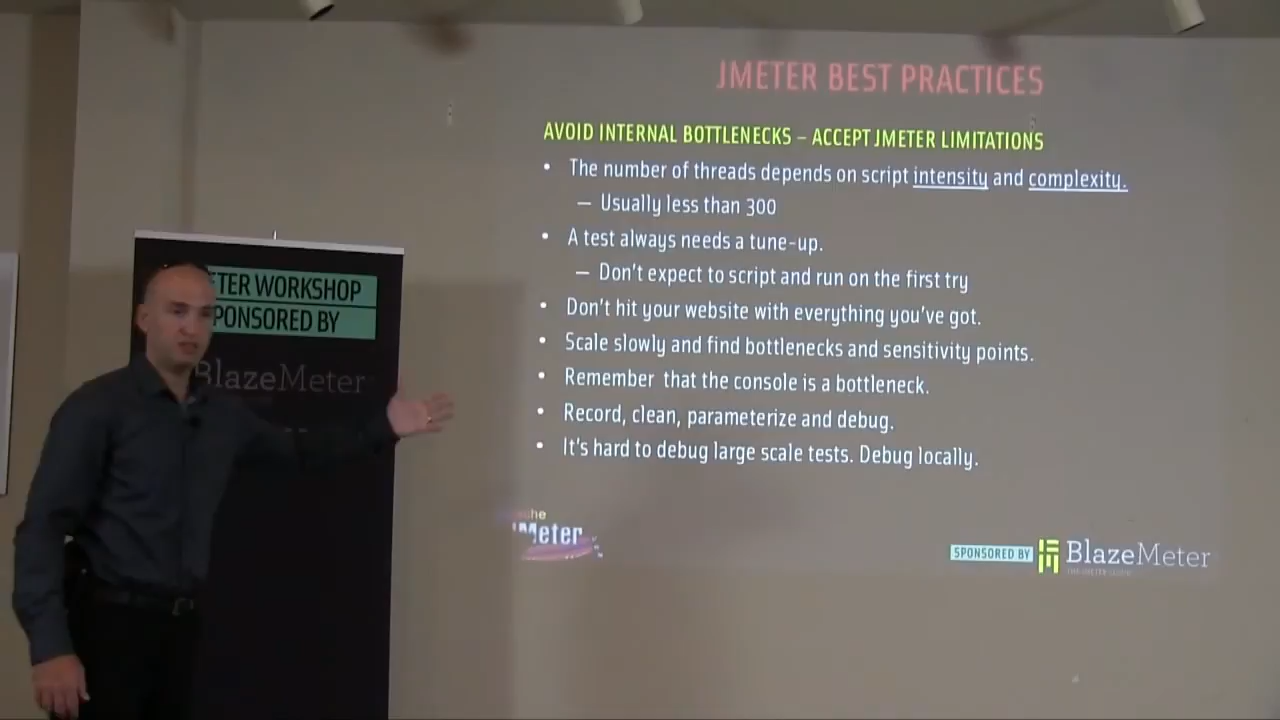 JMETER BEST PRACTICES
AVOID INTERNAL BOTTLENECKS – ACCEPT JMETER LIMITATIONS
• The number of threads depends on script intensity and complexity.
– Usually less than 300
• A test always needs a tune-up.
– Don't expect to script and run on the first try
• Don't hit your website with everything you've got.
• Scale slowly and find bottlenecks and sensitivity points.
• Remember that the console is a bottleneck.
• Record, clean, parameterize and debug.
• It's hard to debug large scale tests. Debug locally.
METER WORKSHOP
SPONSORED BY
BlazeMeter
Meter
SPONSORED BY BlazeMeter